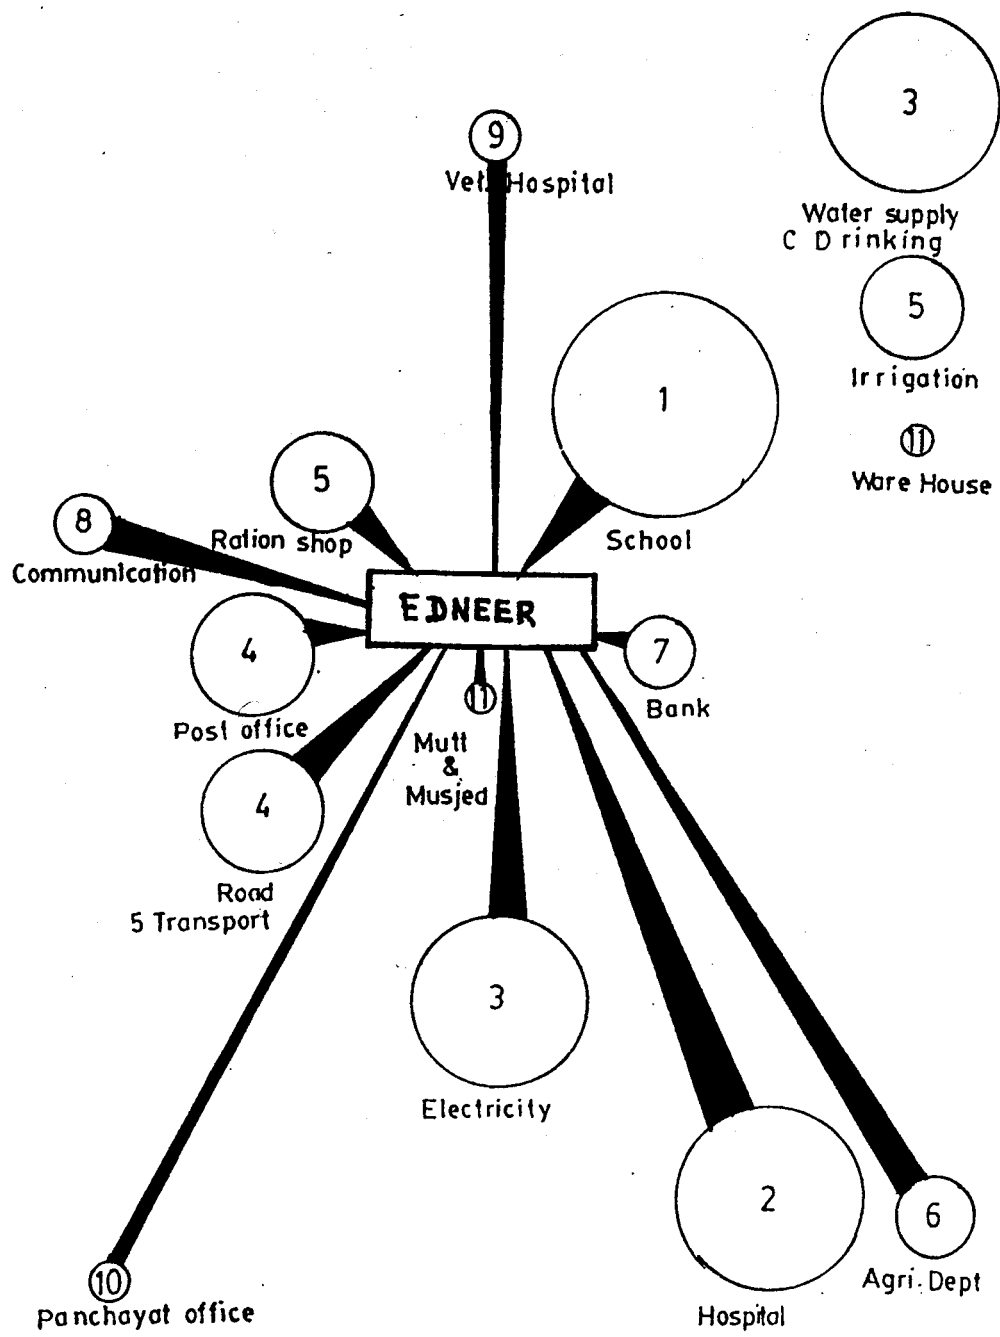 3
9
Vet. Hospital
Water supply
C Drinking
5
Irrigation
1
11
Ware House
5
Ration shop
School
8
Communication
EDNEER
4
7
Post office
Bank
11
Mutt
&
Musjed
4
Road
5 Transport
3
Electricity
2
6
Agri. Dept
10
Panchayat office
Hospital